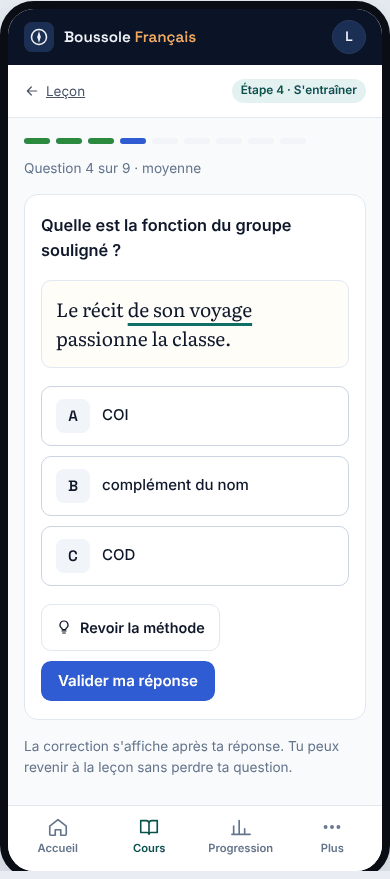 Boussole Français
L
← Leçon
Étape 4 · S'entraîner
Question 4 sur 9 · moyenne
Quelle est la fonction du groupe
souligné ?
Le récit de son voyage
passionne la classe.
A COI
B complément du nom
C COD
Revoir la méthode
Valider ma réponse
La correction s'affiche après ta réponse. Tu peux
revenir à la leçon sans perdre ta question.
Accueil
Cours
Progression
Plus